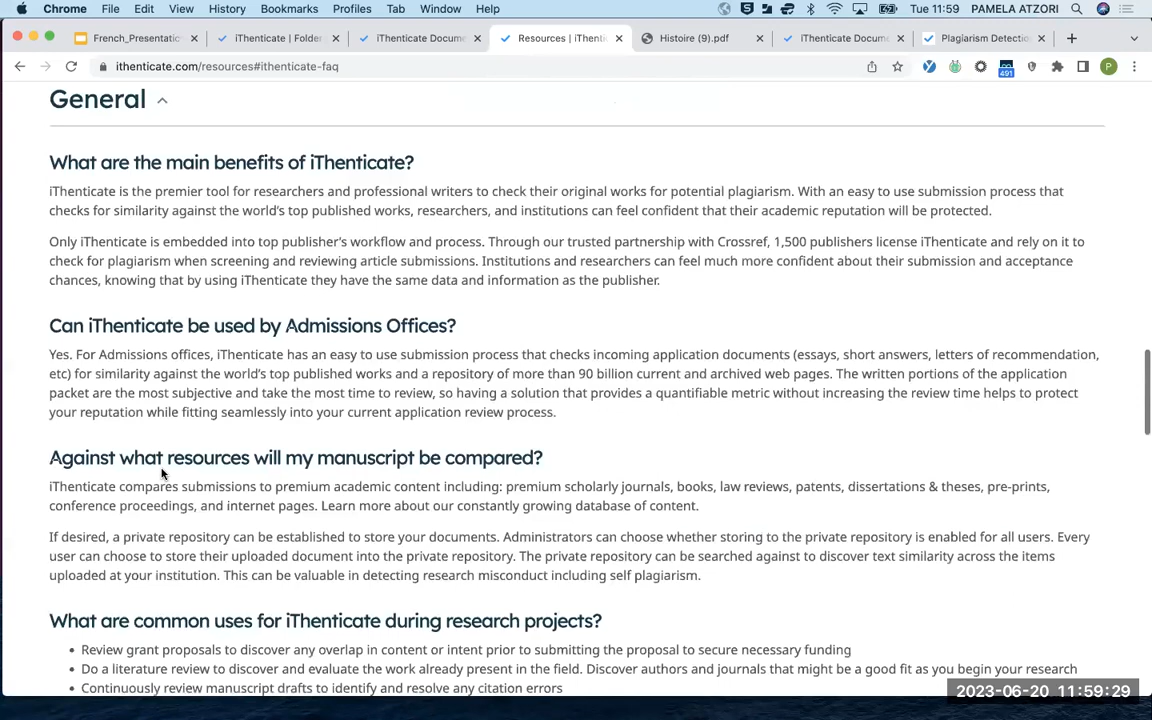 Chrome File Edit View History Bookmarks Profiles Tab Window Help Tue 11:59 PAMELA ATZORI
French_Presentatio iThenticate | Folder iThenticate Docum Resources | iThenti Histoire (9).pdf iThenticate Docum Plagiarism Detectio
ithenticate.com/resources#ithenticate-faq 491 P
General
What are the main benefits of iThenticate?
iThenticate is the premier tool for researchers and professional writers to check their original works for potential plagiarism. With an easy to use submission process that
checks for similarity against the world's top published works, researchers, and institutions can feel confident that their academic reputation will be protected.
Only iThenticate is embedded into top publisher's workflow and process. Through our trusted partnership with Crossref, 1,500 publishers license iThenticate and rely on it to
check for plagiarism when screening and reviewing article submissions. Institutions and researchers can feel much more confident about their submission and acceptance
chances, knowing that by using iThenticate they have the same data and information as the publisher.
Can iThenticate be used by Admissions Offices?
Yes. For Admissions offices, iThenticate has an easy to use submission process that checks incoming application documents (essays, short answers, letters of recommendation,
etc) for similarity against the world's top published works and a repository of more than 90 billion current and archived web pages. The written portions of the application
packet are the most subjective and take the most time to review, so having a solution that provides a quantifiable metric without increasing the review time helps to protect
your reputation while fitting seamlessly into your current application review process.
Against what resources will my manuscript be compared?
iThenticate compares submissions to premium academic content including: premium scholarly journals, books, law reviews, patents, dissertations & theses, pre-prints,
conference proceedings, and internet pages. Learn more about our constantly growing database of content.
If desired, a private repository can be established to store your documents. Administrators can choose whether storing to the private repository is enabled for all users. Every
user can choose to store their uploaded document into the private repository. The private repository can be searched against to discover text similarity across the items
uploaded at your institution. This can be valuable in detecting research misconduct including self plagiarism.
What are common uses for iThenticate during research projects?
• Review grant proposals to discover any overlap in content or intent prior to submitting the proposal to secure necessary funding
• Do a literature review to discover and evaluate the work already present in the field. Discover authors and journals that might be a good fit as you begin your research
• Continuously review manuscript drafts to identify and resolve any citation errors
2023-06-20 11:59:29